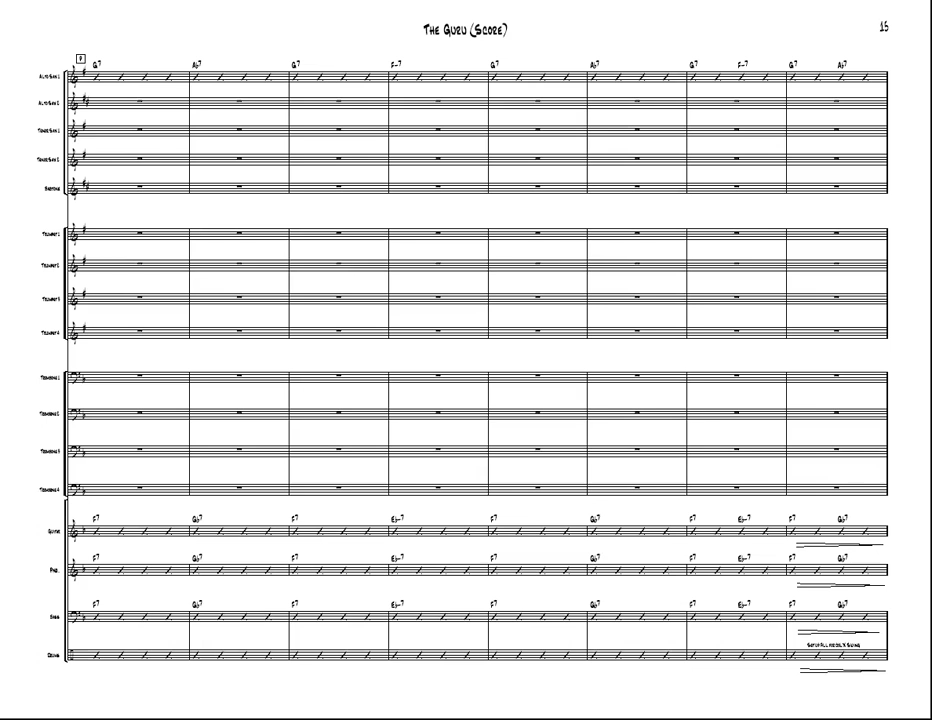 The Guru (Score)
15
G7 Ab7 G7 F-7 G7 Ab7 G7 F-7 G7 Ab7
Alto Sax 1
Alto Sax 2
Tenor Sax 1
Tenor Sax 2
Baritone
Trumpet 1
Trumpet 2
Trumpet 3
Trumpet 4
Trombone 1
Trombone 2
Trombone 3
Trombone 4
F7 Gb7 F7 Eb-7 F7 Gb7 F7 Eb-7 F7 Gb7
Guitar
F7 Gb7 F7 Eb-7 F7 Gb7 F7 Eb-7 F7 Gb7
Pno.
F7 Gb7 F7 Eb-7 F7 Gb7 F7 Eb-7 F7 Gb7
Bass
Drums